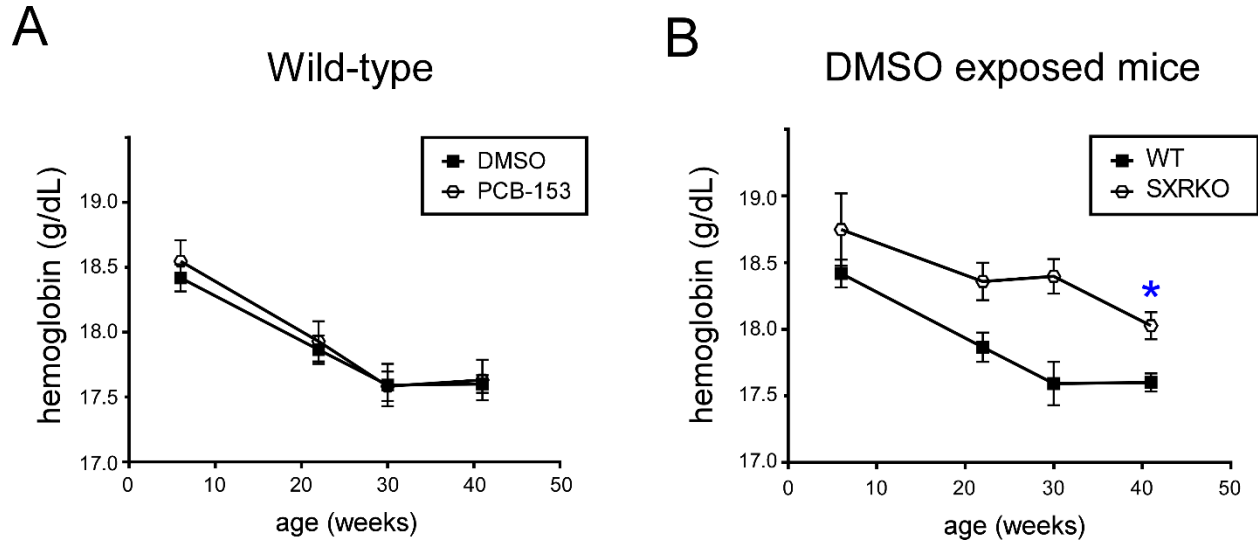 A
Wild-type
DMSO
PCB-153
hemoglobin (g/dL)
19.0
18.5
18.0
17.5
17.0
0 10 20 30 40 50
age (weeks)
B
DMSO exposed mice
WT
SXRKO
hemoglobin (g/dL)
19.0
18.5
18.0
17.5
17.0
*
0 10 20 30 40 50
age (weeks)